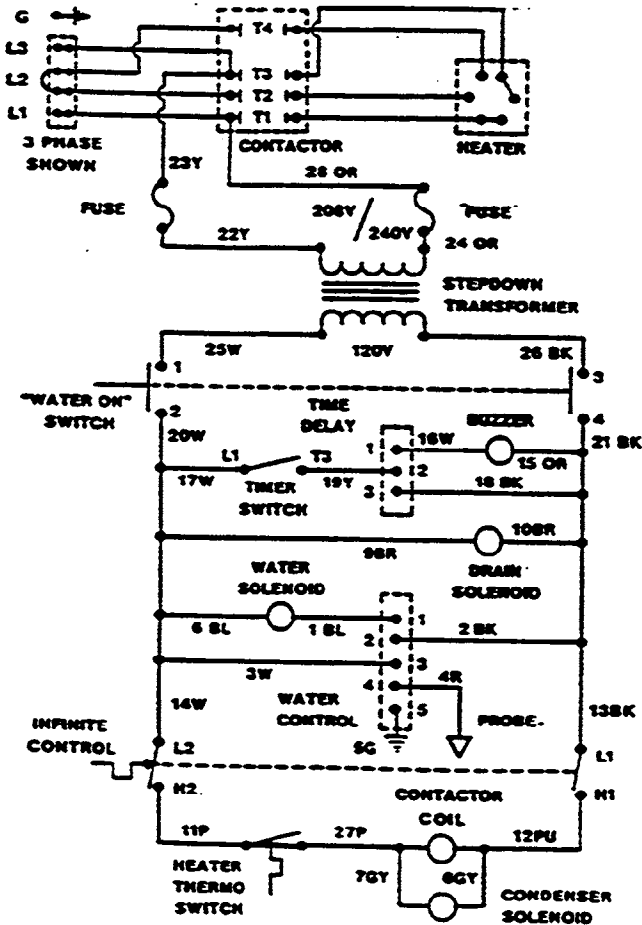 G
L3
L2
L1
3 PHASE
SHOWN
T4
T3
T2
T1
CONTACTOR
HEATER
23Y
28 OR
FUSE
208Y
240Y
FUSE
22Y
24 OR
STEPDOWN
TRANSFORMER
25W
120V
26 BK
1
3
"WATER ON"
SWITCH
2
4
TIME
DELAY
BUZZER
20W
1
16W
21 BK
L1
T3
2
15 OR
17W
19Y
3
18 BK
TIMER
SWITCH
9BR
10BR
WATER
SOLENOID
DRAIN
SOLENOID
6 BL
1 BL
1
2
2 BK
3W
3
4
4R
14W
WATER
CONTROL
5
PROBE
13BK
SG
INFINITE
CONTROL
L2
L1
H2
H1
CONTACTOR
COIL
11P
27P
12PU
HEATER
THERMO
SWITCH
7GY
8GY
CONDENSER
SOLENOID